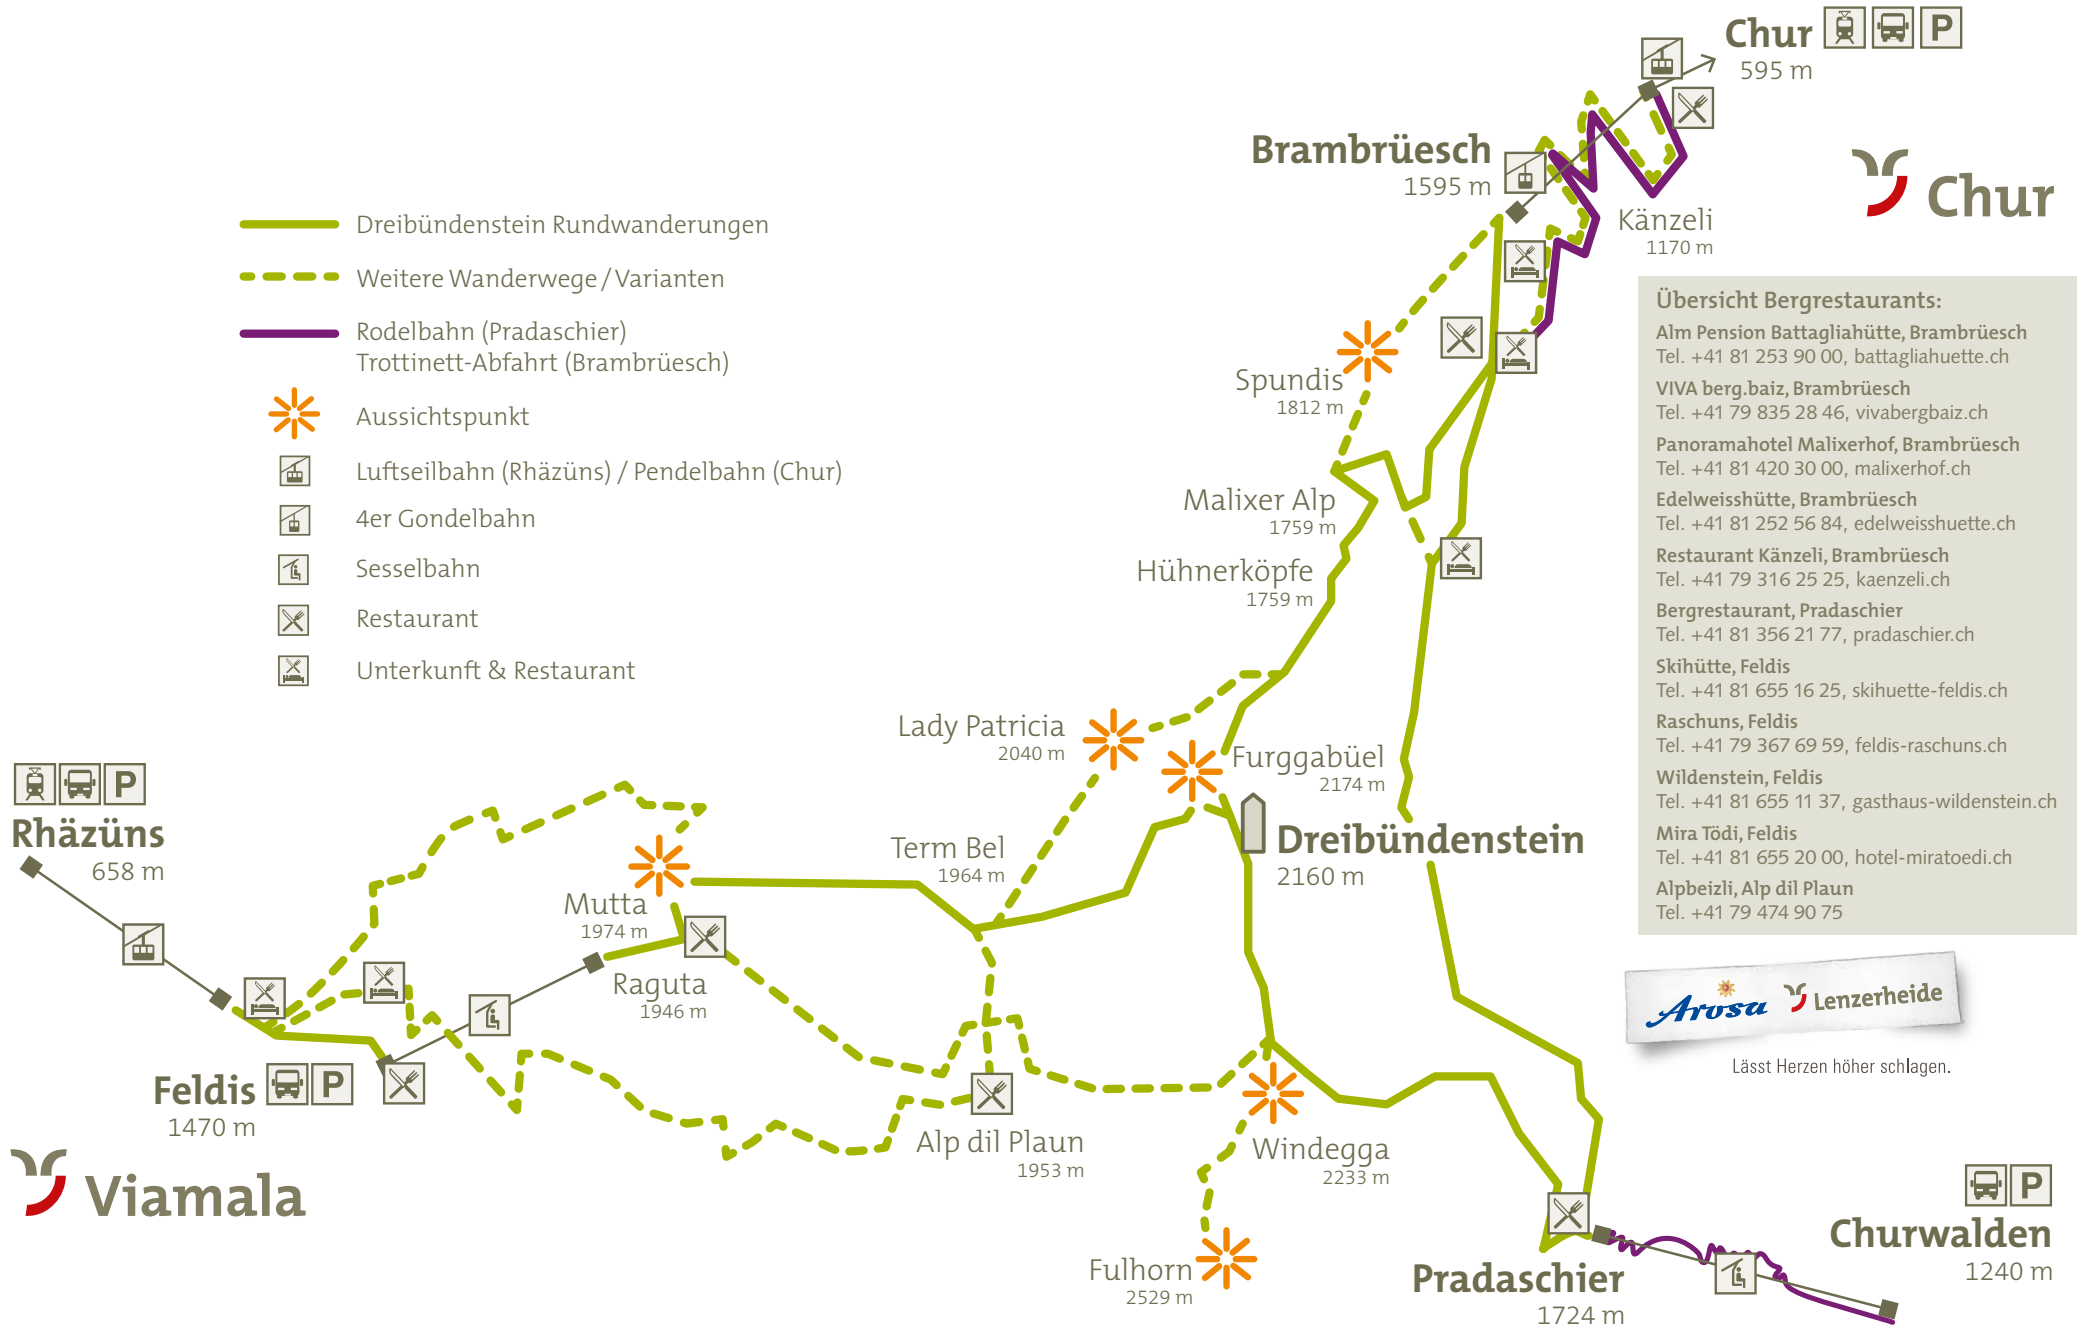 Chur
P
595 m
Brambrüesch
1595 m
Känzeli
1170 m
Chur
Dreibündenstein Rundwanderungen
Weitere Wanderwege / Varianten
Rodelbahn (Pradaschier)
Trottinett-Abfahrt (Brambrüesch)
Aussichtspunkt
Luftseilbahn (Rhäzüns) / Pendelbahn (Chur)
4er Gondelbahn
Sesselbahn
Restaurant
Unterkunft & Restaurant
Spundis
1812 m
Malixer Alp
1759 m
Hühnerköpfe
1759 m
Lady Patricia
2040 m
Furggabüel
2174 m
Dreibündenstein
2160 m
Term Bel
1964 m
P
Rhäzüns
658 m
Mutta
1974 m
Raguta
1946 m
Feldis
P
1470 m
Viamala
Alp dil Plaun
1953 m
Windegga
2233 m
Fulhorn
2529 m
Pradaschier
1724 m
P
Churwalden
1240 m
Übersicht Bergrestaurants:
Alm Pension Battagliahütte, Brambrüesch
Tel. +41 81 253 90 00, battagliahuette.ch
VIVA berg.baiz, Brambrüesch
Tel. +41 79 835 28 46, vivabergbaiz.ch
Panoramahotel Malixerhof, Brambrüesch
Tel. +41 81 420 30 00, malixerhof.ch
Edelweisshütte, Brambrüesch
Tel. +41 81 252 56 84, edelweisshuette.ch
Restaurant Känzeli, Brambrüesch
Tel. +41 79 316 25 25, kaenzeli.ch
Bergrestaurant, Pradaschier
Tel. +41 81 356 21 77, pradaschier.ch
Skihütte, Feldis
Tel. +41 81 655 16 25, skihuette-feldis.ch
Raschuns, Feldis
Tel. +41 79 367 69 59, feldis-raschuns.ch
Wildenstein, Feldis
Tel. +41 81 655 11 37, gasthaus-wildenstein.ch
Mira Tödi, Feldis
Tel. +41 81 655 20 00, hotel-miratoedi.ch
Alpbeizli, Alp dil Plaun
Tel. +41 79 474 90 75
Arosa Lenzerheide
Lässt Herzen höher schlagen.